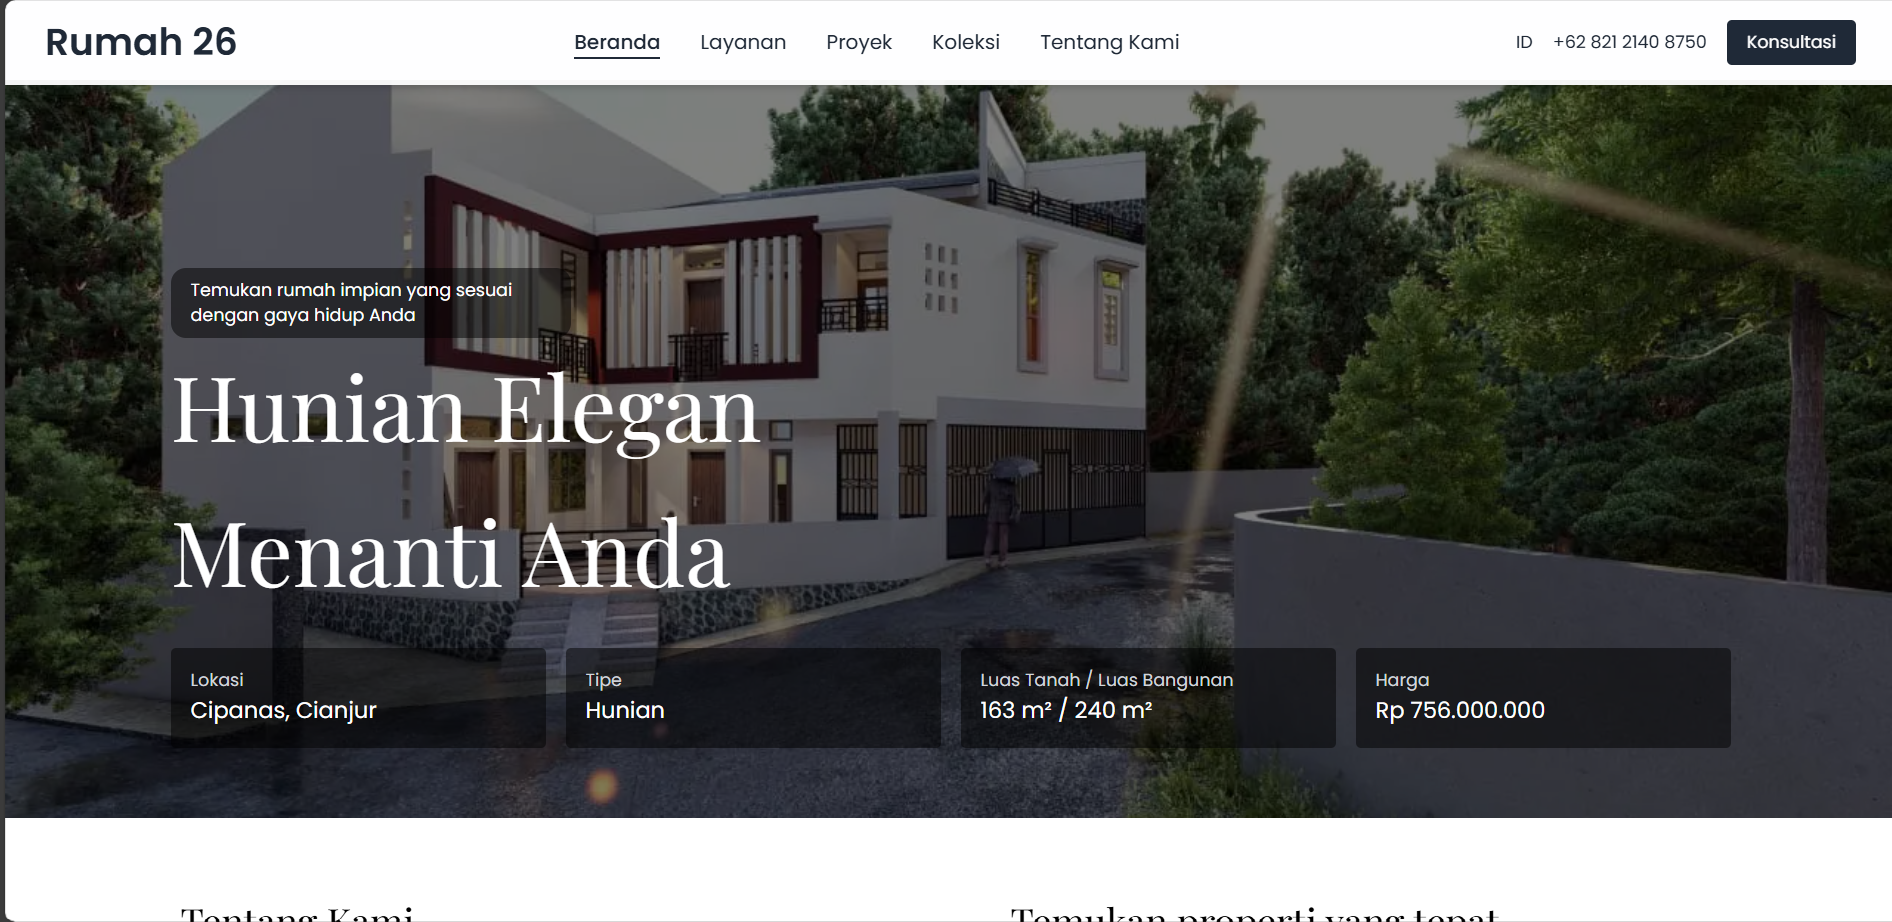 Rumah 26
Beranda
Layanan
Proyek
Koleksi
Tentang Kami
ID
+62 821 2140 8750
Konsultasi
Temukan rumah impian yang sesuai
dengan gaya hidup Anda
Hunian Elegan
Menanti Anda
Lokasi
Cipanas, Cianjur
Tipe
Hunian
Luas Tanah / Luas Bangunan
163 m² / 240 m²
Harga
Rp 756.000.000
Tentang Kami
Temukan properti yang tepat